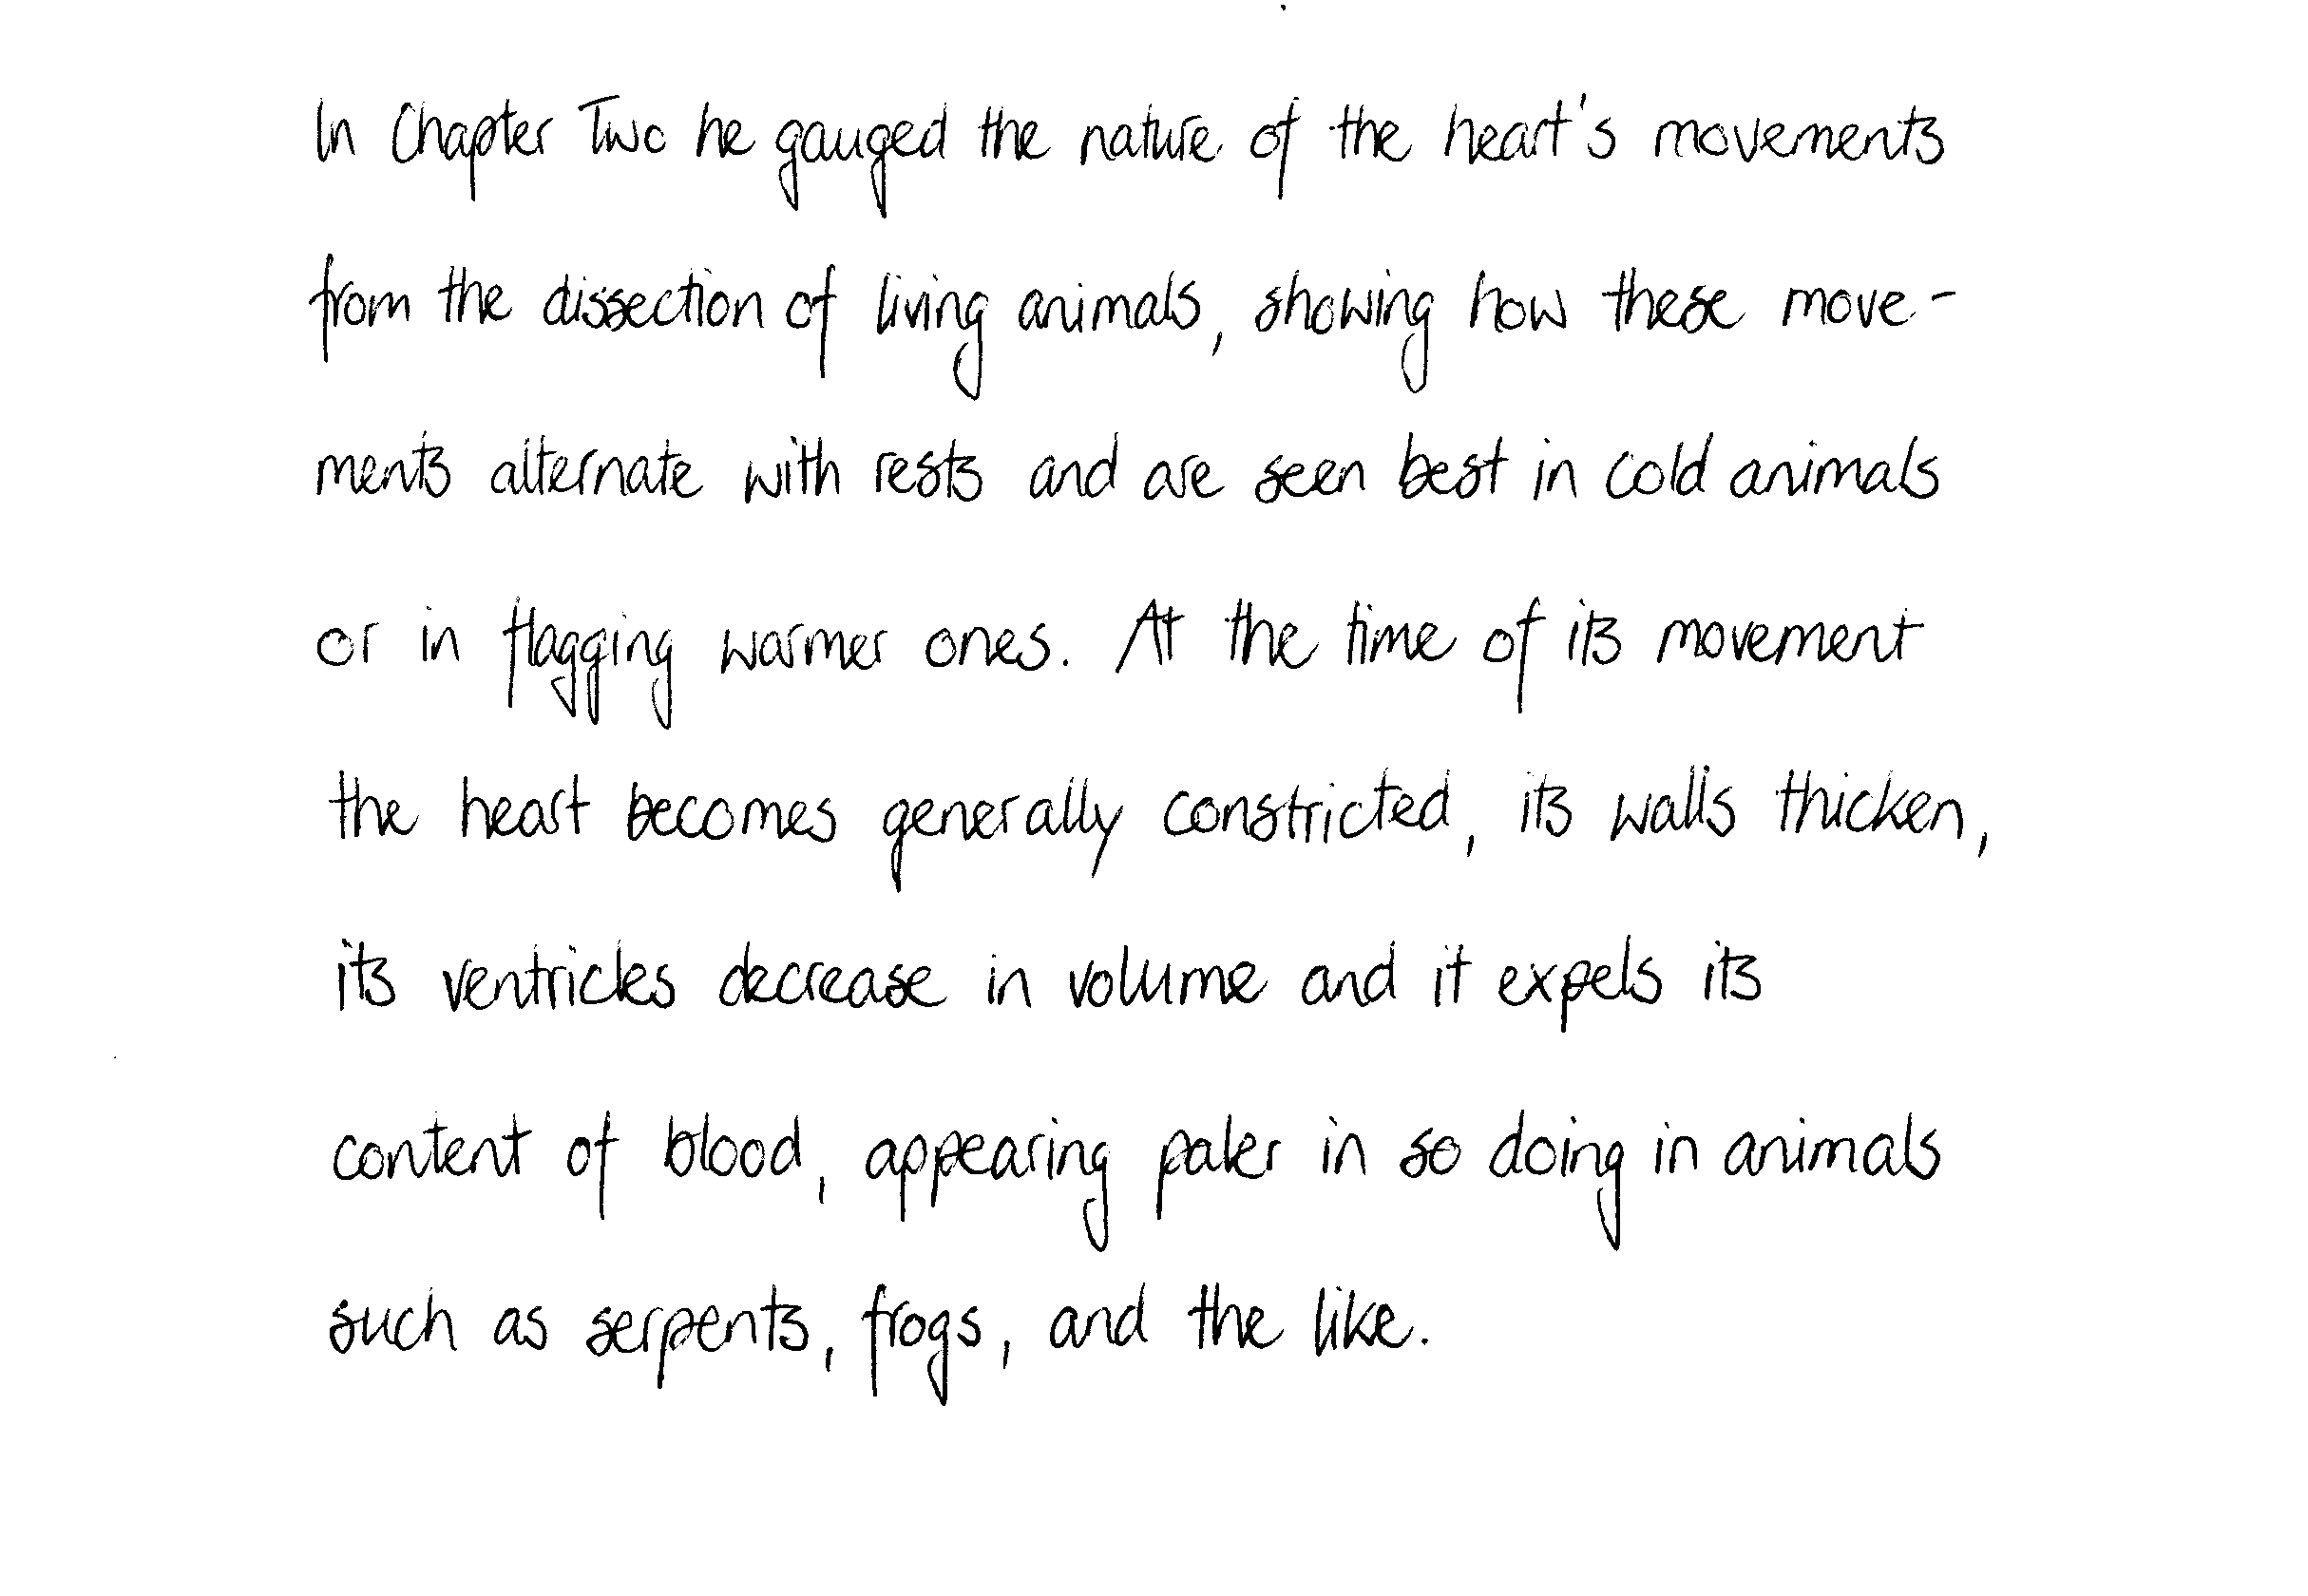 In Chapter Two he gauged the nature of the heart's movements
from the dissection of living animals, showing how these move-
ments alternate with rests and are seen best in cold animals
or in flagging warmer ones. At the time of its movement
the heart becomes generally constricted, its walls thicken,
its ventricles decrease in volume and it expels its
content of blood, appearing paler in so doing in animals
such as serpents, frogs, and the like.